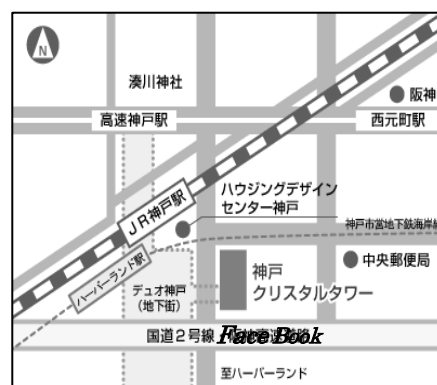 N
湊川神社
阪神
高速神戸駅
西元町駅
JR神戸駅
ハウジングデザイン
センター神戸
神戸市営地下鉄海岸線
ハーバーランド駅
中央郵便局
デュオ神戸
(地下街)
神戸
クリスタルタワー
国道2号線 Face Book
至ハーバーランド